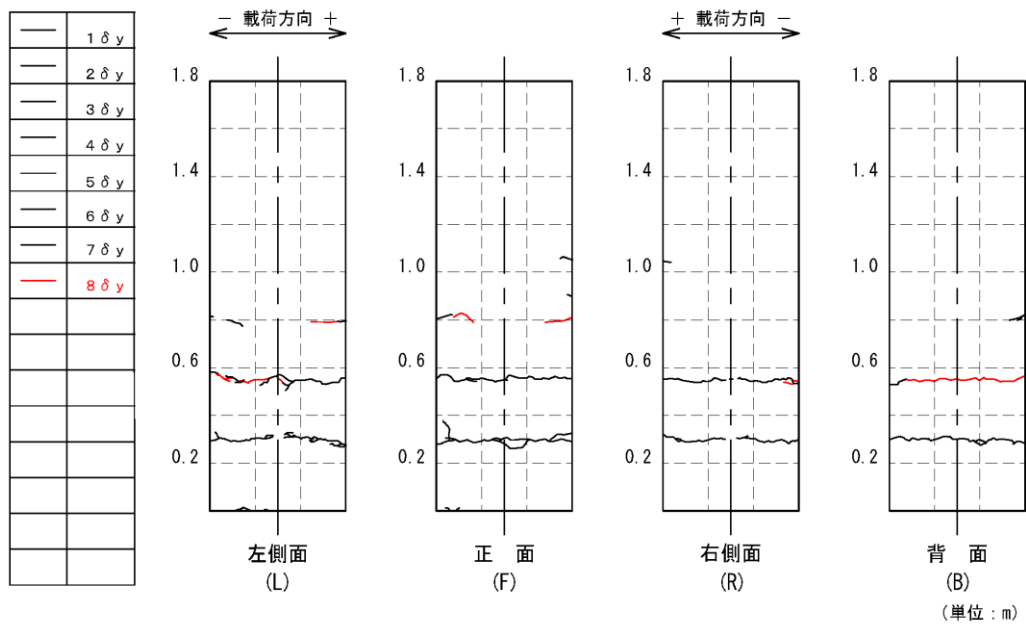 1δy
2δy
3δy
4δy
5δy
6δy
7δy
8δy
－ 載荷方向 ＋
1.8
1.4
1.0
0.6
0.2
左側面
(L)
1.8
1.4
1.0
0.6
0.2
正　面
(F)
＋ 載荷方向 －
1.8
1.4
1.0
0.6
0.2
右側面
(R)
1.8
1.4
1.0
0.6
0.2
背　面
(B)
（単位：m）